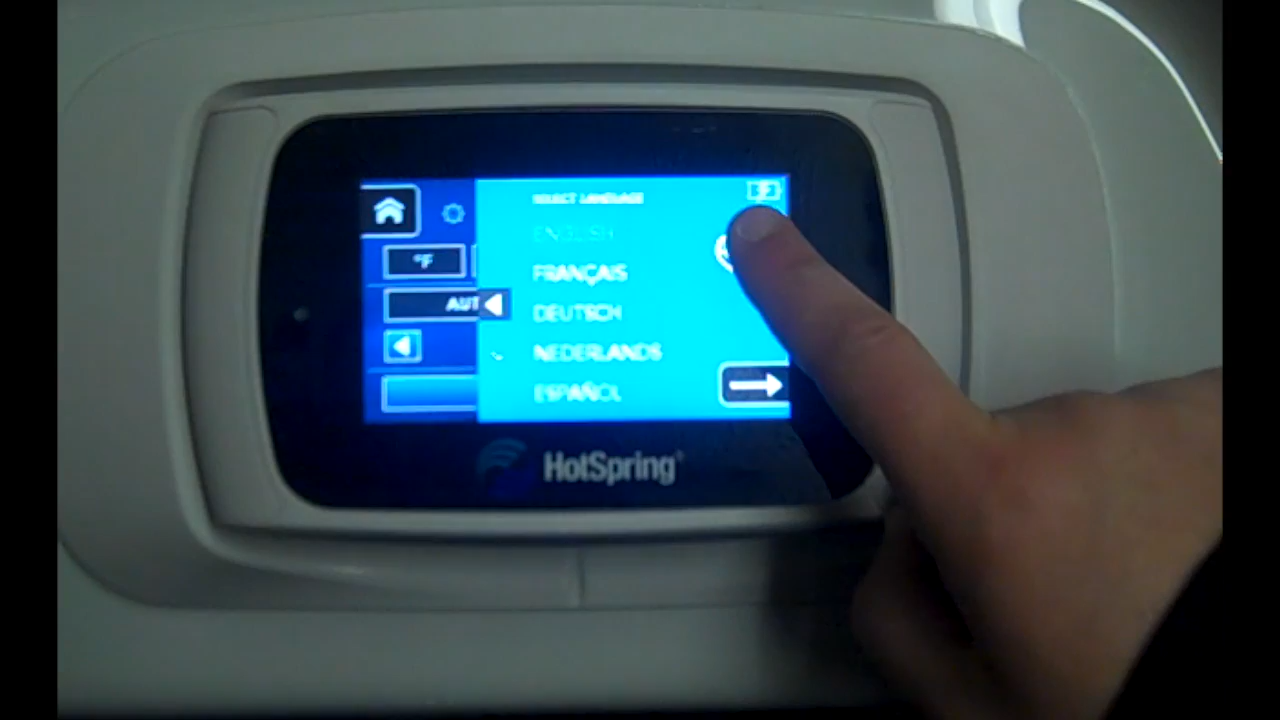 SELECT LANGUAGE
ENGLISH
°F
FRANÇAIS
AUT
DEUTSCH
NEDERLANDS
ESPAÑOL
HotSpring®